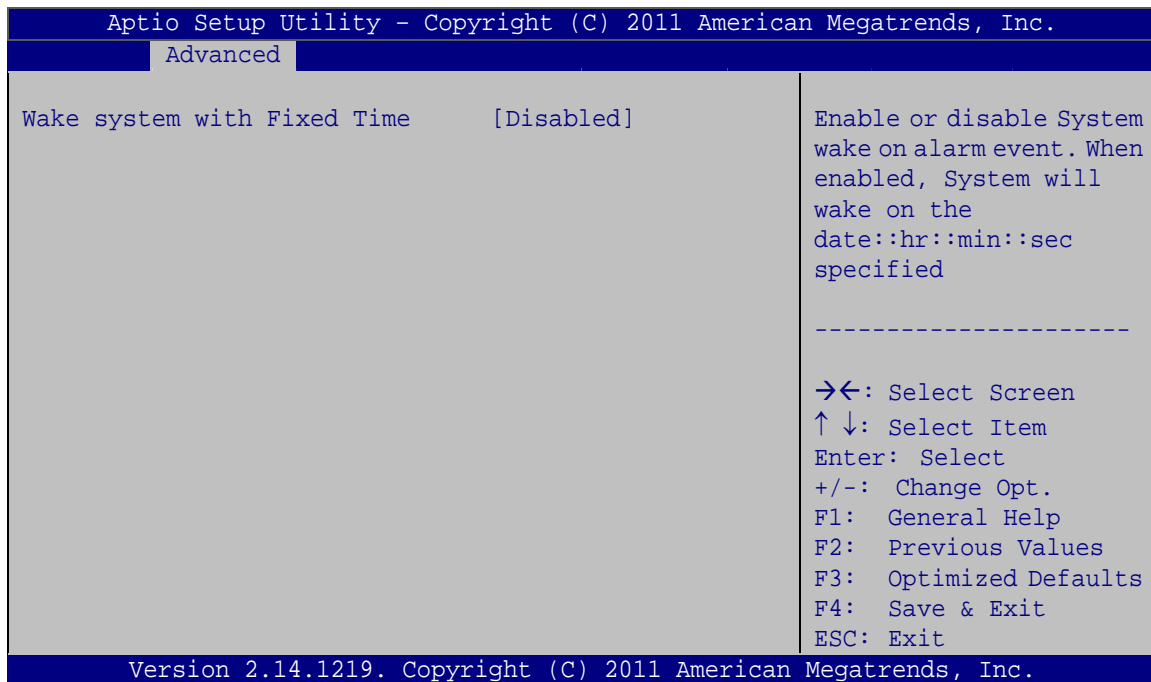 Aptio Setup Utility – Copyright (C) 2011 American Megatrends, Inc.
Advanced
Wake system with Fixed Time [Disabled]
Enable or disable System
wake on alarm event. When
enabled, System will
wake on the
date::hr::min::sec
specified
----------------------
→←: Select Screen
↑ ↓: Select Item
Enter: Select
+/-: Change Opt.
F1: General Help
F2: Previous Values
F3: Optimized Defaults
F4: Save & Exit
ESC: Exit
Version 2.14.1219. Copyright (C) 2011 American Megatrends, Inc.